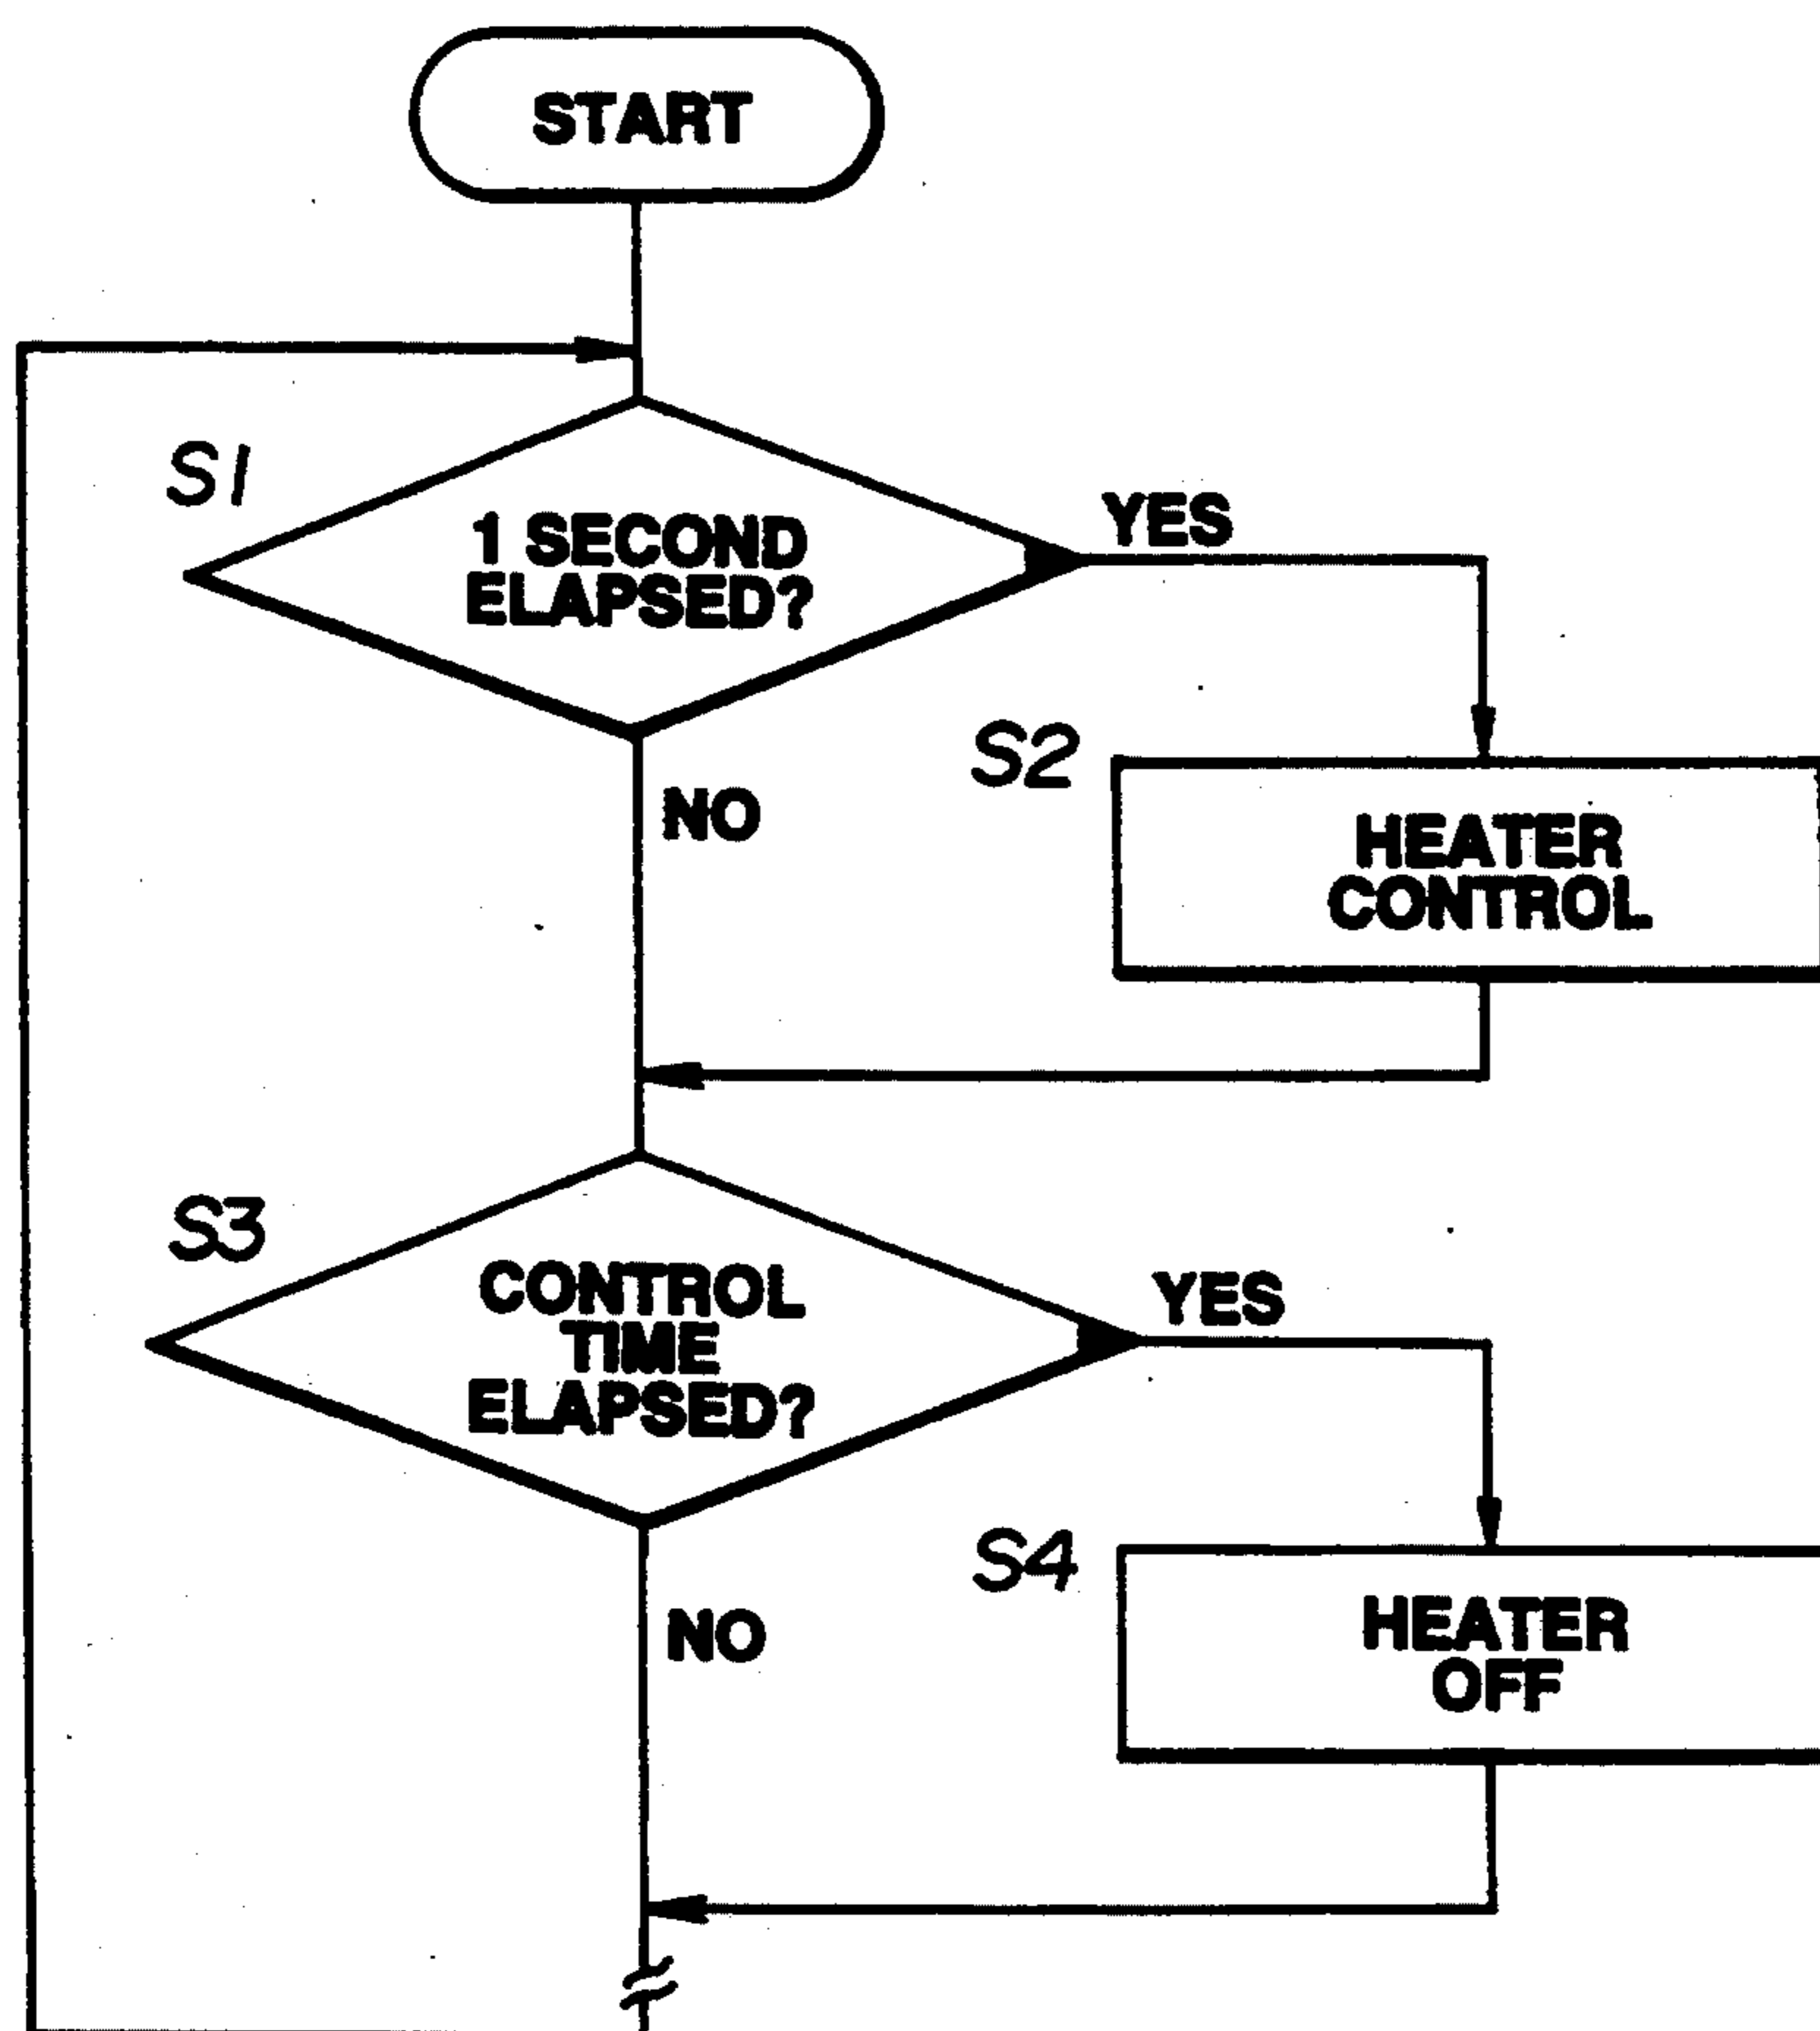 START
S1
1 SECOND
ELAPSED?
YES
NO
S2
HEATER
CONTROL
S3
CONTROL
TIME
ELAPSED?
YES
NO
S4
HEATER
OFF